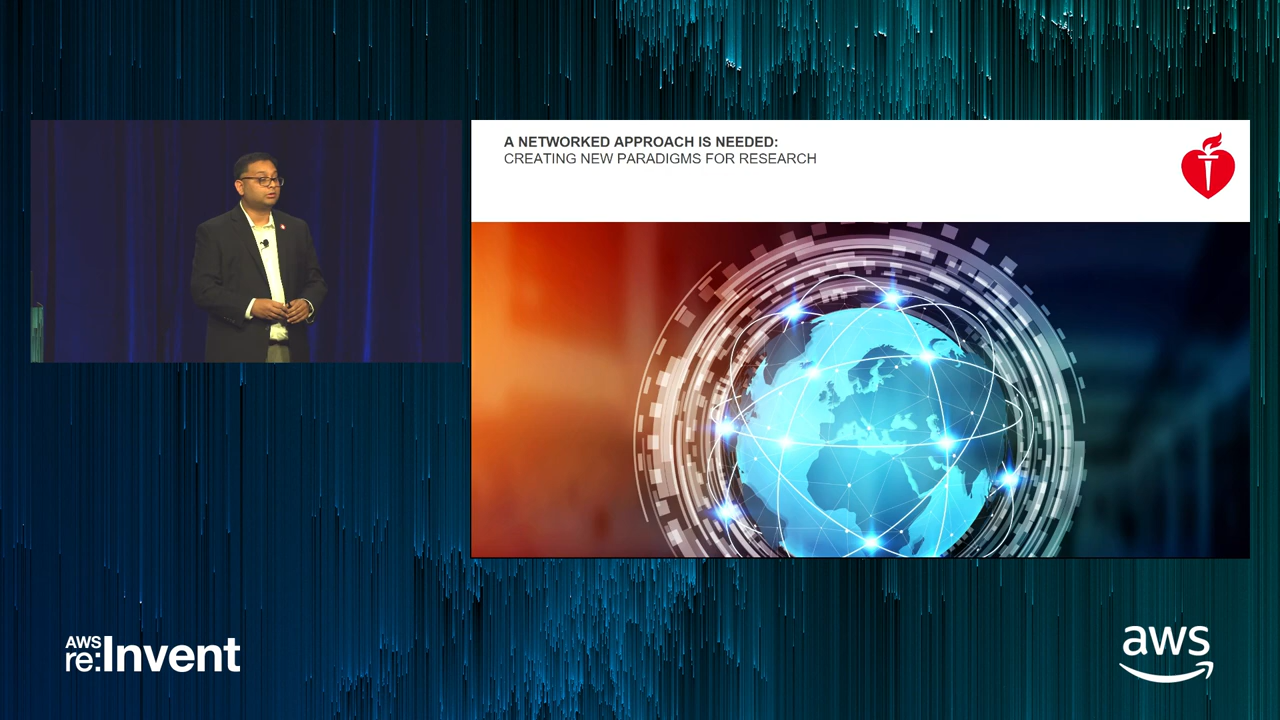 A NETWORKED APPROACH IS NEEDED:
CREATING NEW PARADIGMS FOR RESEARCH
AWS
re:Invent
aws